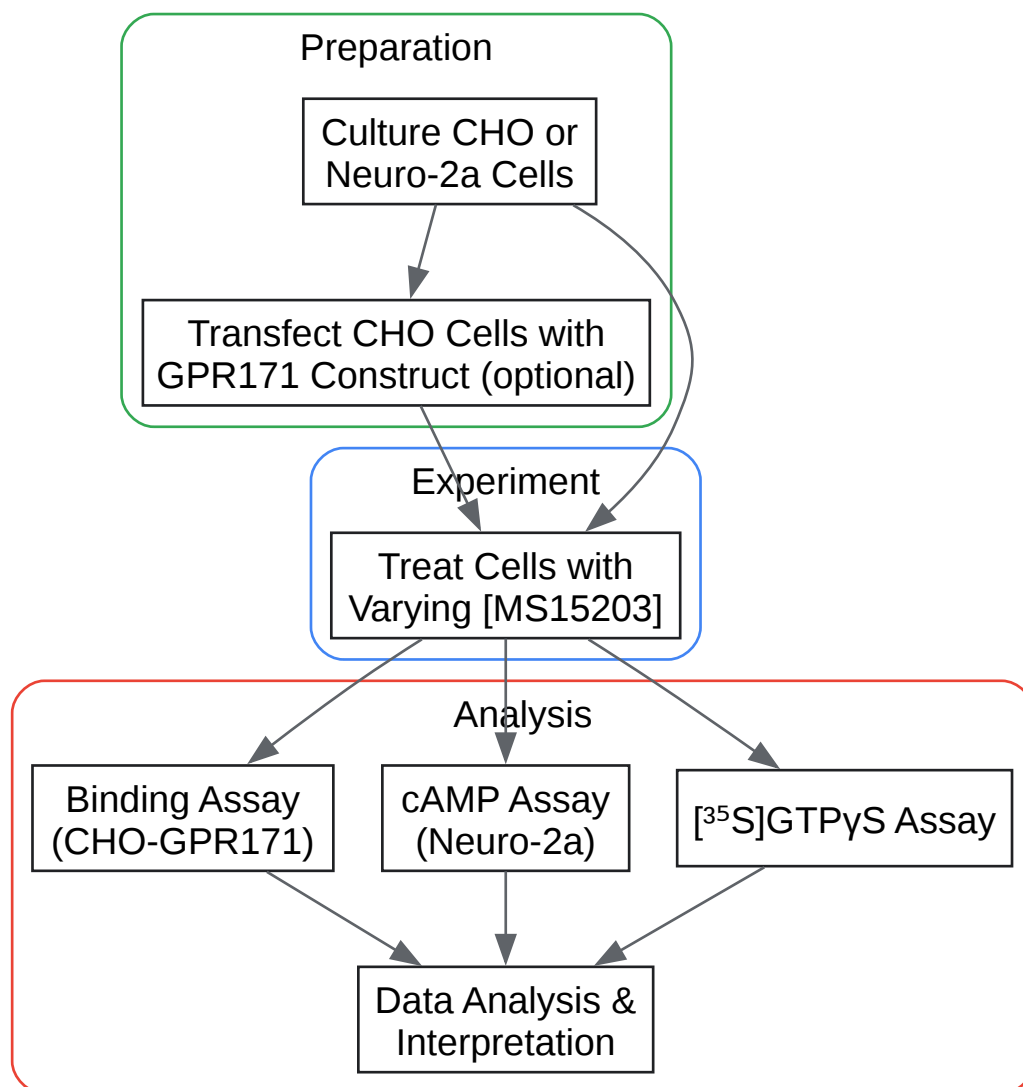 Preparation
Culture CHO or
Neuro-2a Cells
Transfect CHO Cells with
GPR171 Construct (optional)
Experiment
Treat Cells with
Varying [MS15203]
Analysis
Binding Assay
(CHO-GPR171)
cAMP Assay
(Neuro-2a)
[³⁵S]GTPγS Assay
Data Analysis &
Interpretation